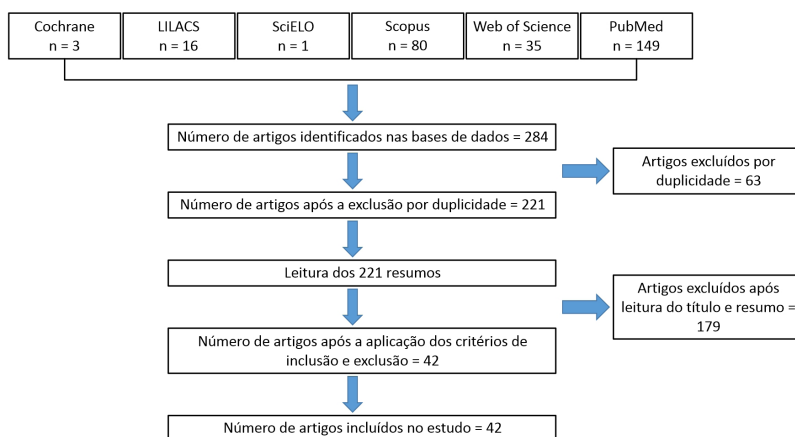 Cochrane
n = 3
LILACS
n = 16
SciELO
n = 1
Scopus
n = 80
Web of Science
n = 35
PubMed
n = 149
Número de artigos identificados nas bases de dados = 284
Artigos excluídos por
duplicidade = 63
Número de artigos após a exclusão por duplicidade = 221
Leitura dos 221 resumos
Artigos excluídos após
leitura do título e resumo =
179
Número de artigos após a aplicação dos critérios de
inclusão e exclusão = 42
Número de artigos incluídos no estudo = 42